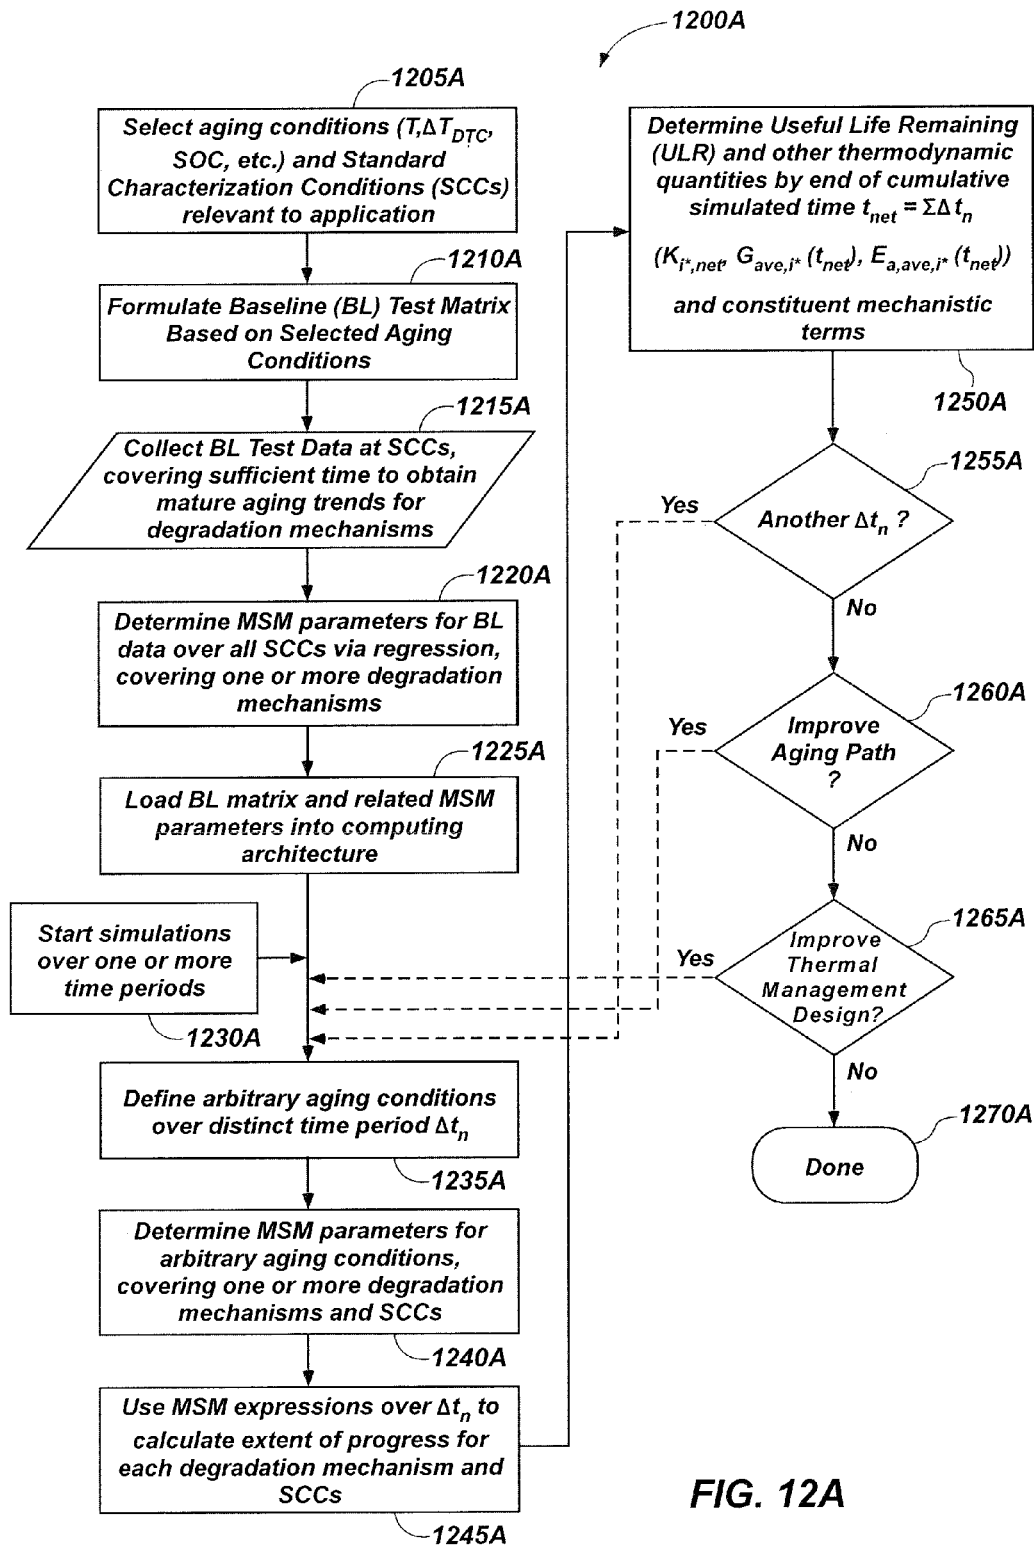 1200A
1205A
Select aging conditions (T,ΔT_DTC,
SOC, etc.) and Standard
Characterization Conditions (SCCs)
relevant to application
1210A
Formulate Baseline (BL) Test Matrix
Based on Selected Aging
Conditions
1215A
Collect BL Test Data at SCCs,
covering sufficient time to obtain
mature aging trends for
degradation mechanisms
1220A
Determine MSM parameters for BL
data over all SCCs via regression,
covering one or more degradation
mechanisms
1225A
Load BL matrix and related MSM
parameters into computing
architecture
Start simulations
over one or more
time periods
1230A
Define arbitrary aging conditions
over distinct time period Δt_n
1235A
Determine MSM parameters for
arbitrary aging conditions,
covering one or more degradation
mechanisms and SCCs
1240A
Use MSM expressions over Δt_n to
calculate extent of progress for
each degradation mechanism and
SCCs
1245A
Determine Useful Life Remaining
(ULR) and other thermodynamic
quantities by end of cumulative
simulated time t_net = ΣΔt_n
(K_i*,net, G_ave,i* (t_net), E_a,ave,i* (t_net))
and constituent mechanistic
terms
1250A
1255A
Yes
Another Δt_n ?
No
1260A
Yes
Improve
Aging Path
?
No
1265A
Yes
Improve
Thermal
Management
Design?
No
1270A
Done
FIG. 12A